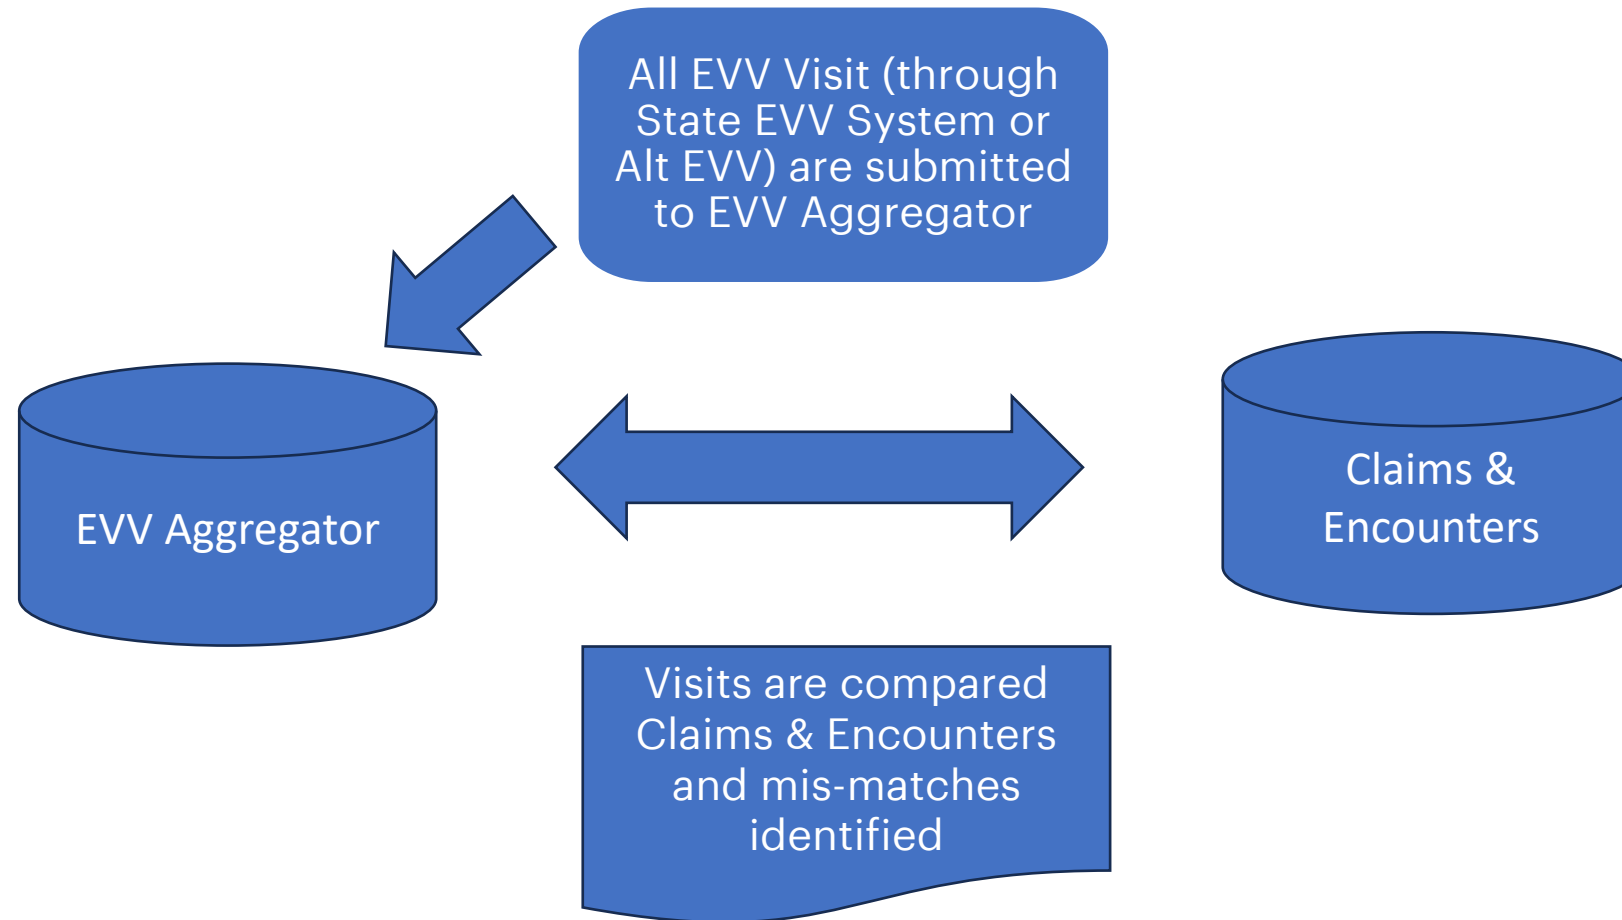 All EVV Visit (through
State EVV System or
Alt EVV) are submitted
to EVV Aggregator
EVV Aggregator
Claims &
Encounters
Visits are compared
Claims & Encounters
and mis-matches
identified